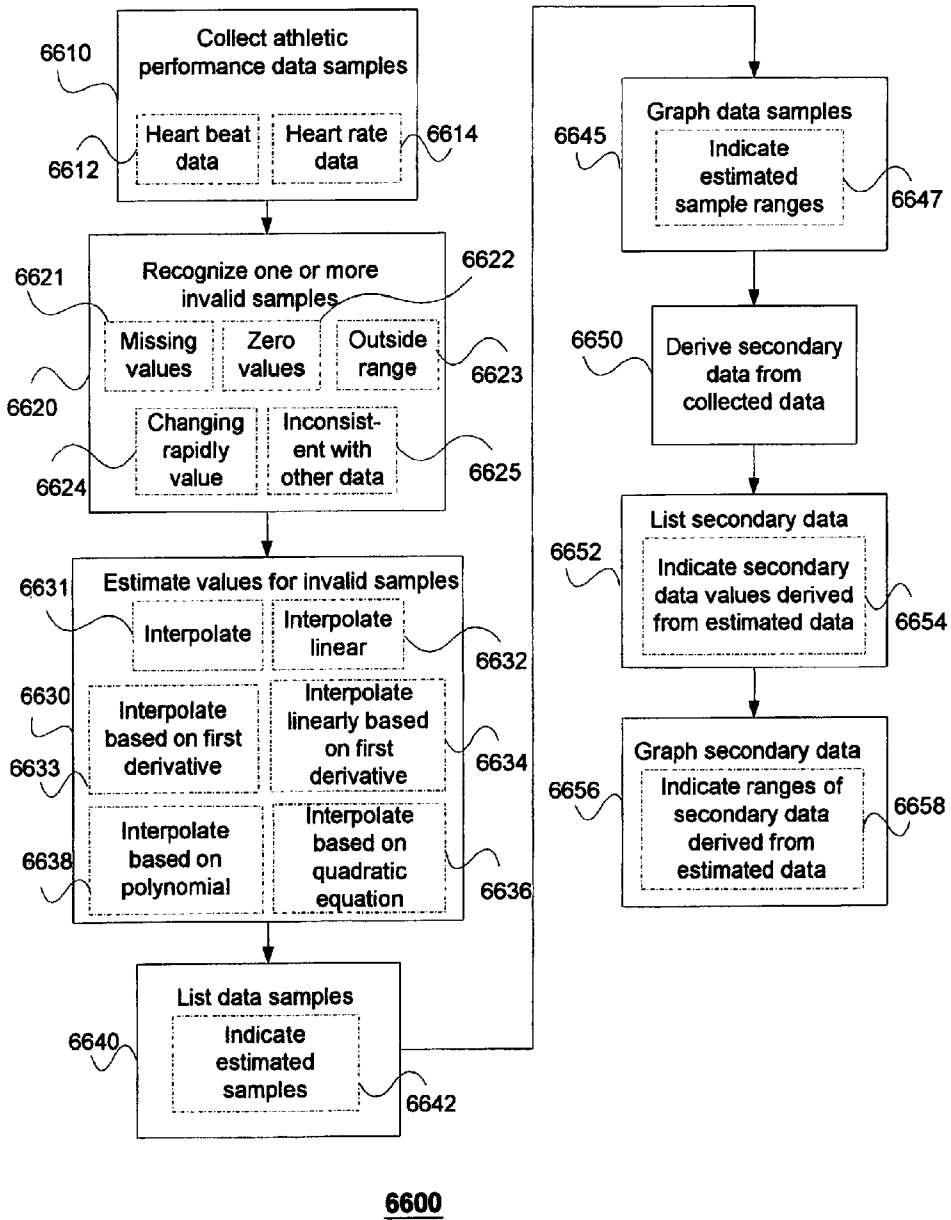 Collect athletic
performance data samples
6610
Heart beat
data
Heart rate
data
6612
6614
Recognize one or more
invalid samples
6621
6622
Missing
values
Zero
values
Outside
range
6620
6623
Changing
rapidly
value
Inconsist-
ent with
other data
6624
6625
Estimate values for invalid samples
6631
Interpolate
Interpolate
linear
6632
6630
Interpolate
based on first
derivative
Interpolate
linearly based
on first
derivative
6633
6634
Interpolate
based on
polynomial
Interpolate
based on
quadratic
equation
6638
6636
List data samples
6640
Indicate
estimated
samples
6642
Graph data samples
6645
Indicate
estimated
sample ranges
6647
6650
Derive secondary
data from
collected data
List secondary data
6652
Indicate secondary
data values derived
from estimated data
6654
Graph secondary data
6656
Indicate ranges of
secondary data
derived from
estimated data
6658
6600